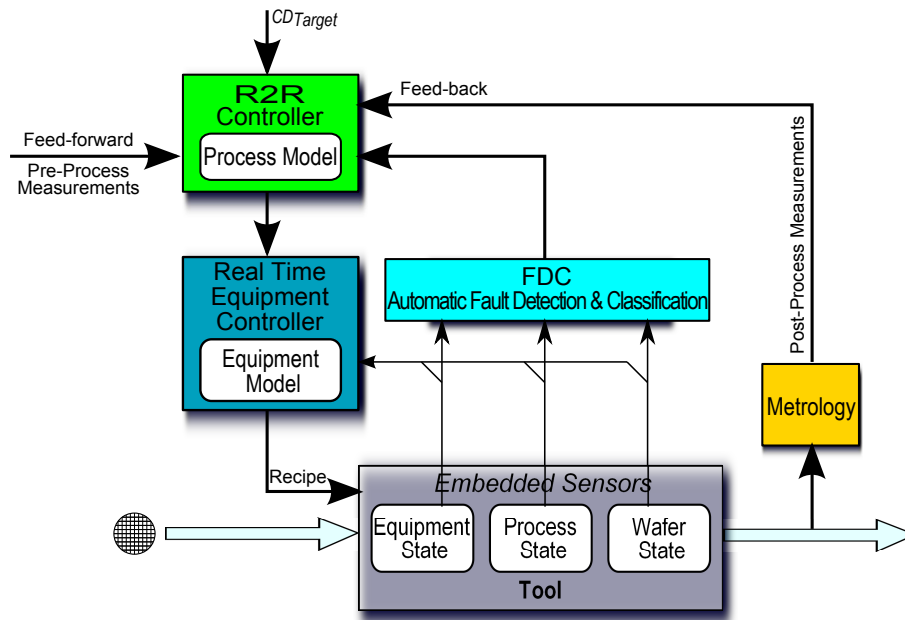 CDTarget
R2R
Controller
Process Model
Feed-back
Feed-forward
Pre-Process
Measurements
Real Time
Equipment
Controller
Equipment
Model
FDC
Automatic Fault Detection & Classification
Post-Process Measurements
Metrology
Recipe
Embedded Sensors
Equipment
State
Process
State
Wafer
State
Tool